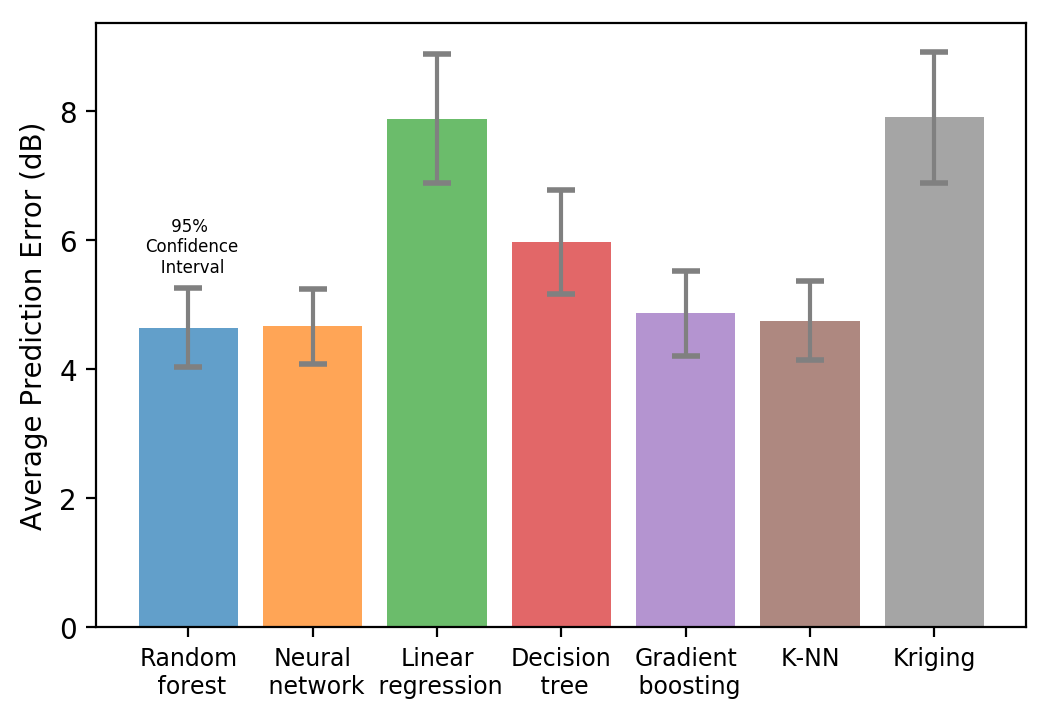 Average Prediction Error (dB)
8
6
4
2
0
95%
Confidence
Interval
Random
forest
Neural
network
Linear
regression
Decision
tree
Gradient
boosting
K-NN
Kriging